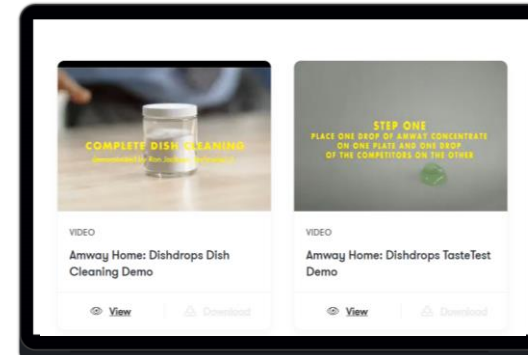 COMPLETE DISH CLEANING
VIDEO
Amway Home: Dishdrops Dish
Cleaning Demo
View
Download
STEP ONE
PLACE ONE DROP OF AMWAY CONCENTRATE
ON ONE PLATE AND ONE DROP
OF THE COMPETITORS ON THE OTHER
VIDEO
Amway Home: Dishdrops TasteTest
Demo
View
Download